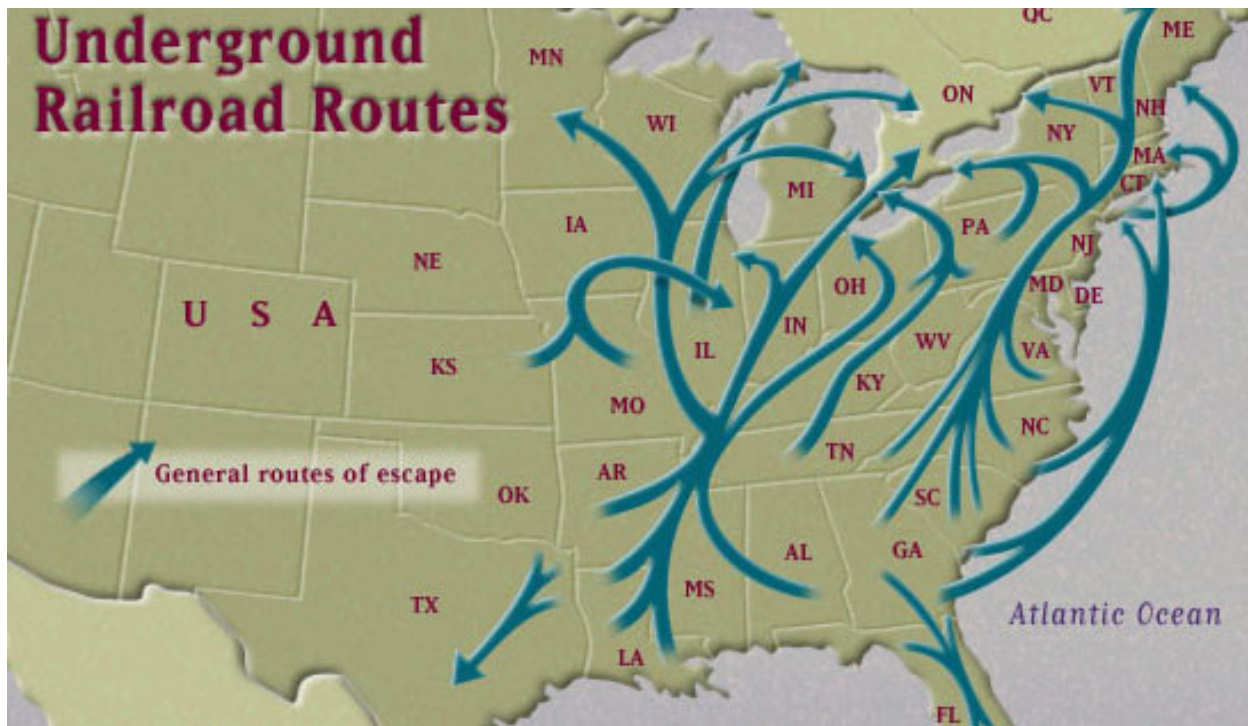 Underground
Railroad Routes
QC
ME
MN
VT
ON
NH
WI
NY
MA
CT
MI
IA
PA
NJ
NE
OH
MD
DE
U S A
IN
WV
VA
IL
KS
KY
MO
NC
TN
General routes of escape
AR
OK
SC
AL
GA
MS
TX
Atlantic Ocean
LA
FL